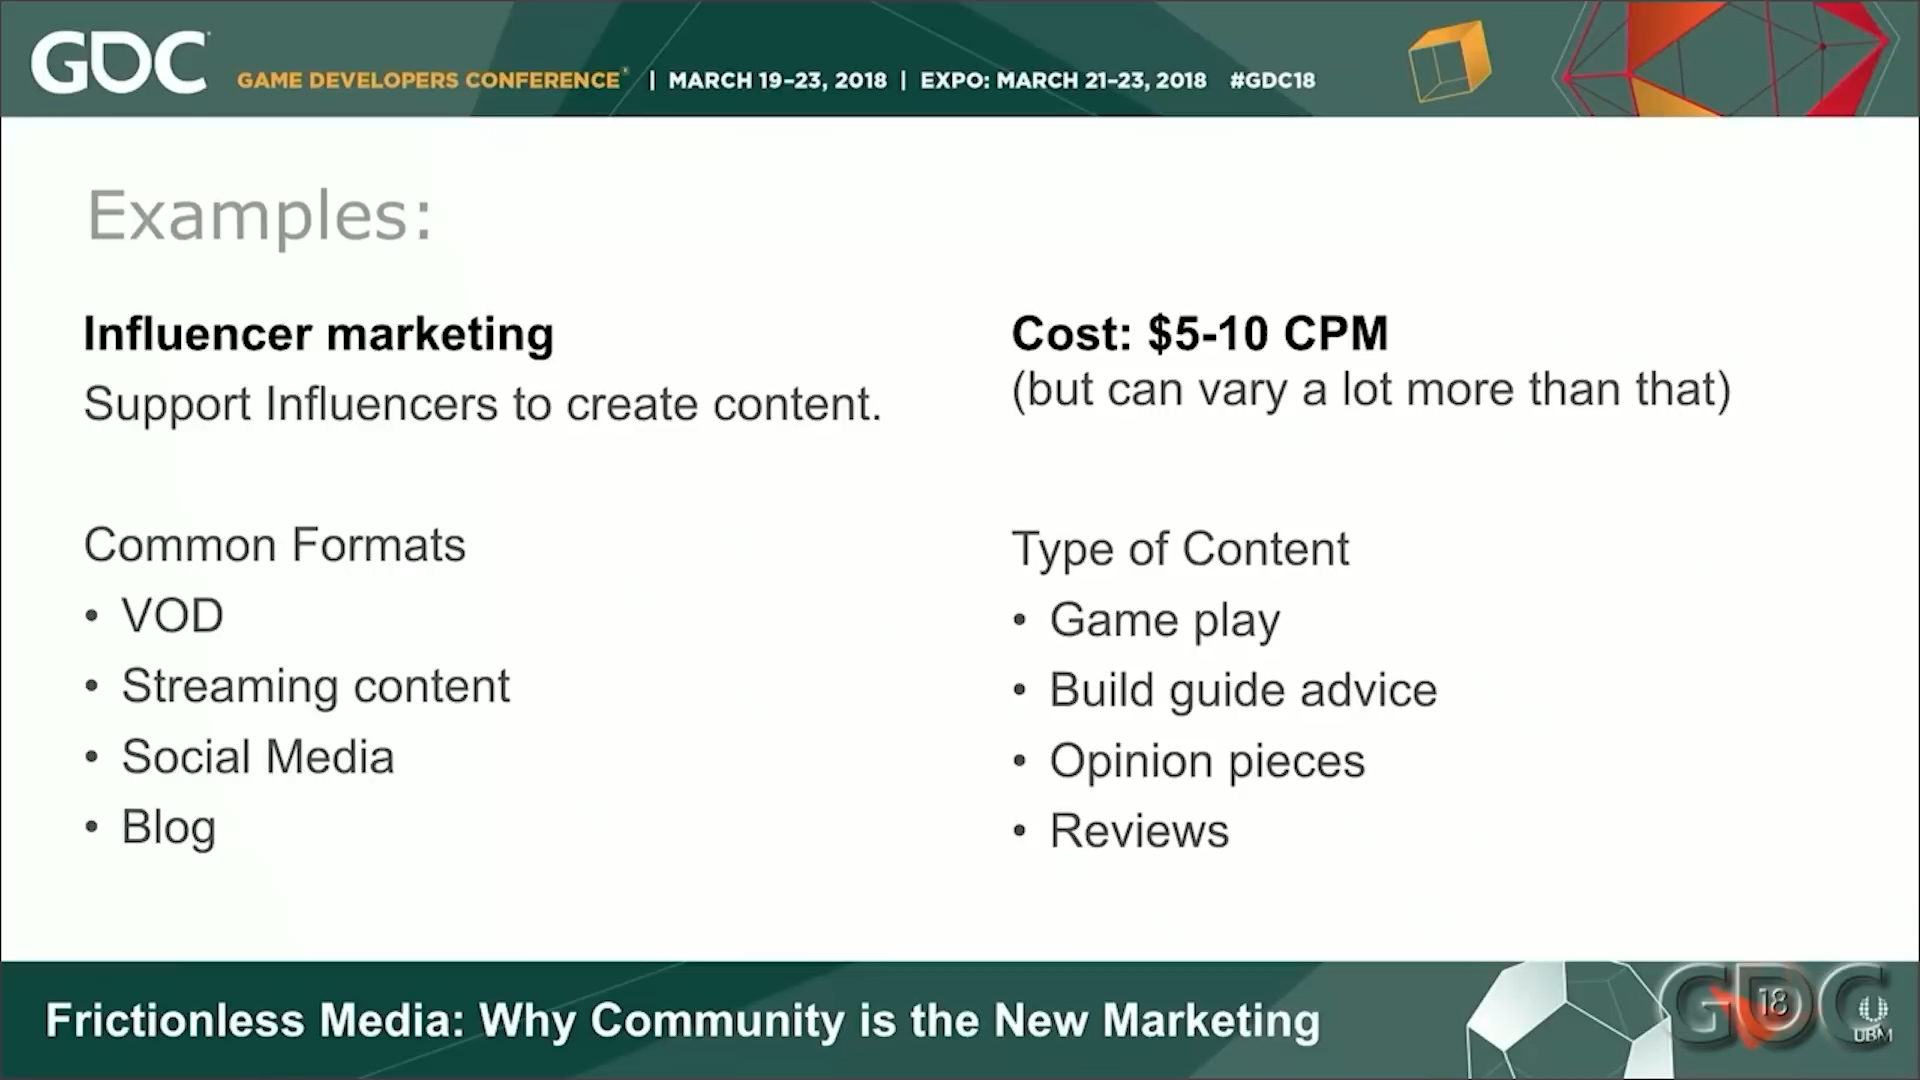 GDC
GAME DEVELOPERS CONFERENCE® | MARCH 19–23, 2018 | EXPO: MARCH 21–23, 2018 #GDC18
Examples:
Influencer marketing
Support Influencers to create content.
Common Formats
• VOD
• Streaming content
• Social Media
• Blog
Cost: $5-10 CPM
(but can vary a lot more than that)
Type of Content
• Game play
• Build guide advice
• Opinion pieces
• Reviews
Frictionless Media: Why Community is the New Marketing
GDC
18
UBM